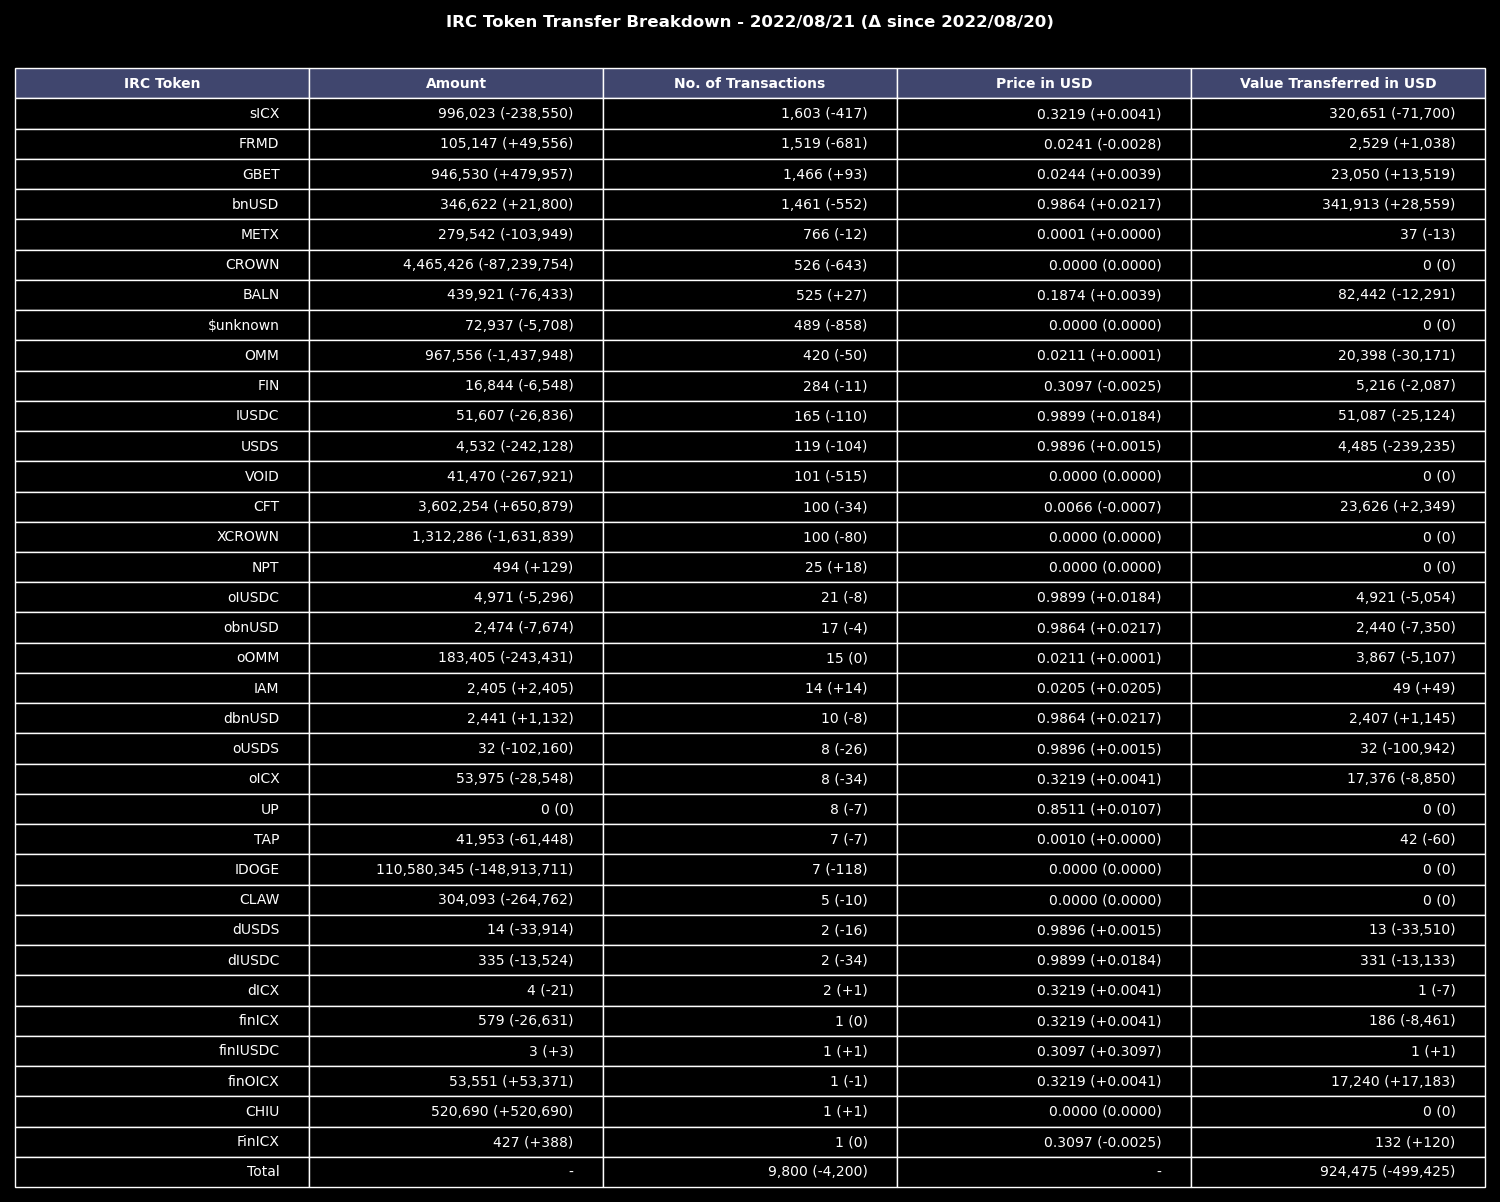 IRC Token Transfer Breakdown - 2022/08/21 (Δ since 2022/08/20)
IRC Token Amount No. of Transactions Price in USD Value Transferred in USD
sICX 996,023 (-238,550) 1,603 (-417) 0.3219 (+0.0041) 320,651 (-71,700)
FRMD 105,147 (+49,556) 1,519 (-681) 0.0241 (-0.0028) 2,529 (+1,038)
GBET 946,530 (+479,957) 1,466 (+93) 0.0244 (+0.0039) 23,050 (+13,519)
bnUSD 346,622 (+21,800) 1,461 (-552) 0.9864 (+0.0217) 341,913 (+28,559)
METX 279,542 (-103,949) 766 (-12) 0.0001 (+0.0000) 37 (-13)
CROWN 4,465,426 (-87,239,754) 526 (-643) 0.0000 (0.0000) 0 (0)
BALN 439,921 (-76,433) 525 (+27) 0.1874 (+0.0039) 82,442 (-12,291)
$unknown 72,937 (-5,708) 489 (-858) 0.0000 (0.0000) 0 (0)
OMM 967,556 (-1,437,948) 420 (-50) 0.0211 (+0.0001) 20,398 (-30,171)
FIN 16,844 (-6,548) 284 (-11) 0.3097 (-0.0025) 5,216 (-2,087)
IUSDC 51,607 (-26,836) 165 (-110) 0.9899 (+0.0184) 51,087 (-25,124)
USDS 4,532 (-242,128) 119 (-104) 0.9896 (+0.0015) 4,485 (-239,235)
VOID 41,470 (-267,921) 101 (-515) 0.0000 (0.0000) 0 (0)
CFT 3,602,254 (+650,879) 100 (-34) 0.0066 (-0.0007) 23,626 (+2,349)
XCROWN 1,312,286 (-1,631,839) 100 (-80) 0.0000 (0.0000) 0 (0)
NPT 494 (+129) 25 (+18) 0.0000 (0.0000) 0 (0)
oIUSDC 4,971 (-5,296) 21 (-8) 0.9899 (+0.0184) 4,921 (-5,054)
obnUSD 2,474 (-7,674) 17 (-4) 0.9864 (+0.0217) 2,440 (-7,350)
oOMM 183,405 (-243,431) 15 (0) 0.0211 (+0.0001) 3,867 (-5,107)
IAM 2,405 (+2,405) 14 (+14) 0.0205 (+0.0205) 49 (+49)
dbnUSD 2,441 (+1,132) 10 (-8) 0.9864 (+0.0217) 2,407 (+1,145)
oUSDS 32 (-102,160) 8 (-26) 0.9896 (+0.0015) 32 (-100,942)
oICX 53,975 (-28,548) 8 (-34) 0.3219 (+0.0041) 17,376 (-8,850)
UP 0 (0) 8 (-7) 0.8511 (+0.0107) 0 (0)
TAP 41,953 (-61,448) 7 (-7) 0.0010 (+0.0000) 42 (-60)
IDOGE 110,580,345 (-148,913,711) 7 (-118) 0.0000 (0.0000) 0 (0)
CLAW 304,093 (-264,762) 5 (-10) 0.0000 (0.0000) 0 (0)
dUSDS 14 (-33,914) 2 (-16) 0.9896 (+0.0015) 13 (-33,510)
dIUSDC 335 (-13,524) 2 (-34) 0.9899 (+0.0184) 331 (-13,133)
dICX 4 (-21) 2 (+1) 0.3219 (+0.0041) 1 (-7)
finICX 579 (-26,631) 1 (0) 0.3219 (+0.0041) 186 (-8,461)
finIUSDC 3 (+3) 1 (+1) 0.3097 (+0.3097) 1 (+1)
finOICX 53,551 (+53,371) 1 (-1) 0.3219 (+0.0041) 17,240 (+17,183)
CHIU 520,690 (+520,690) 1 (+1) 0.0000 (0.0000) 0 (0)
FinICX 427 (+388) 1 (0) 0.3097 (-0.0025) 132 (+120)
Total - 9,800 (-4,200) - 924,475 (-499,425)